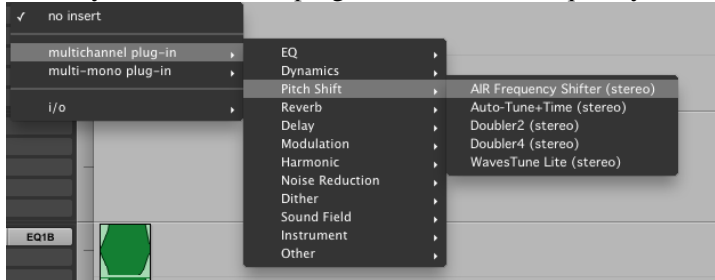 no insert
multichannel plug-in
multi-mono plug-in
i/o
EQ
Dynamics
Pitch Shift
Reverb
Delay
Modulation
Harmonic
Noise Reduction
Dither
Sound Field
Instrument
Other
AIR Frequency Shifter (stereo)
Auto-Tune+Time (stereo)
Doubler2 (stereo)
Doubler4 (stereo)
WavesTune Lite (stereo)
EQ1B